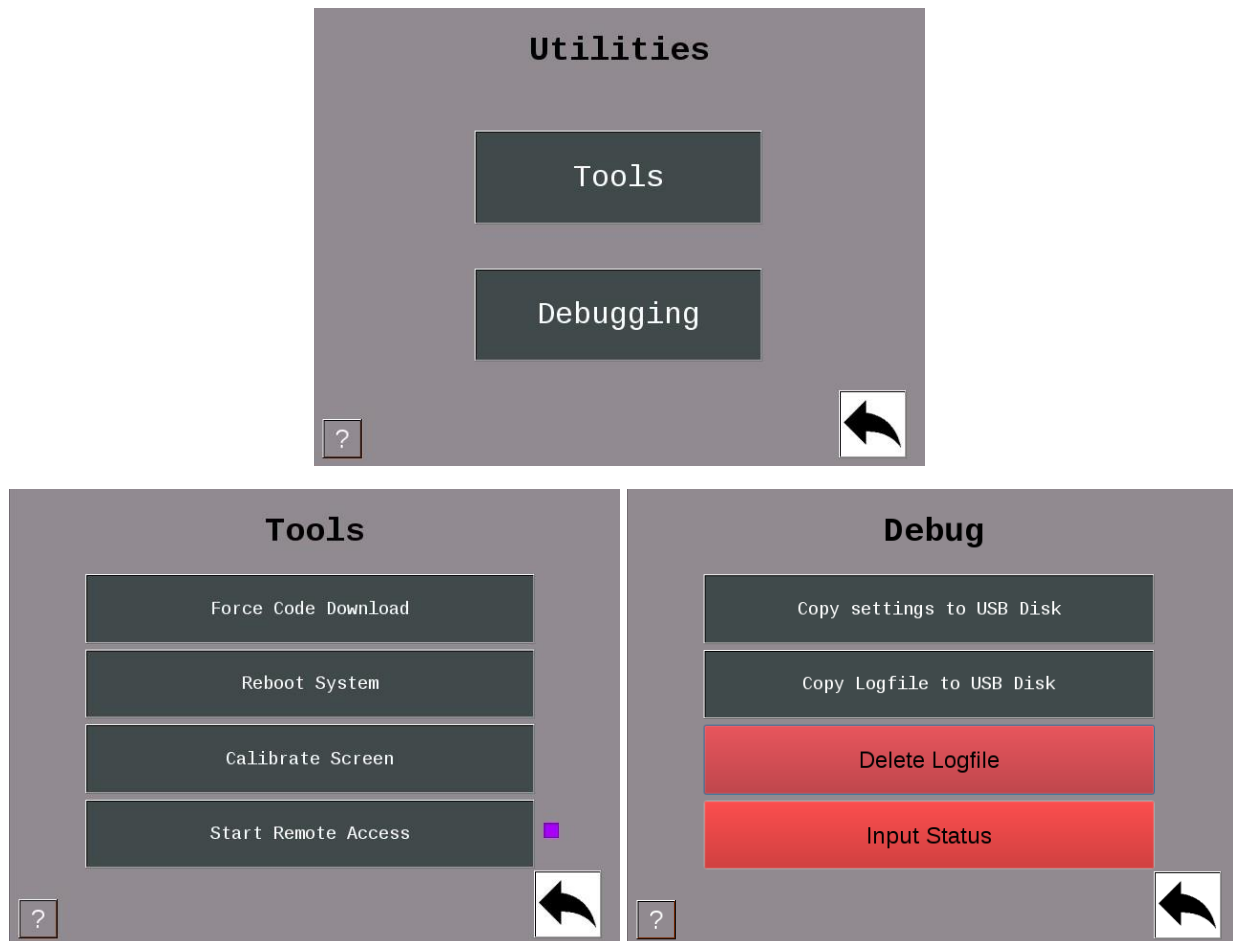 Utilities
Tools
Debugging
?
Tools
Force Code Download
Reboot System
Calibrate Screen
Start Remote Access
?
Debug
Copy settings to USB Disk
Copy Logfile to USB Disk
Delete Logfile
Input Status
?